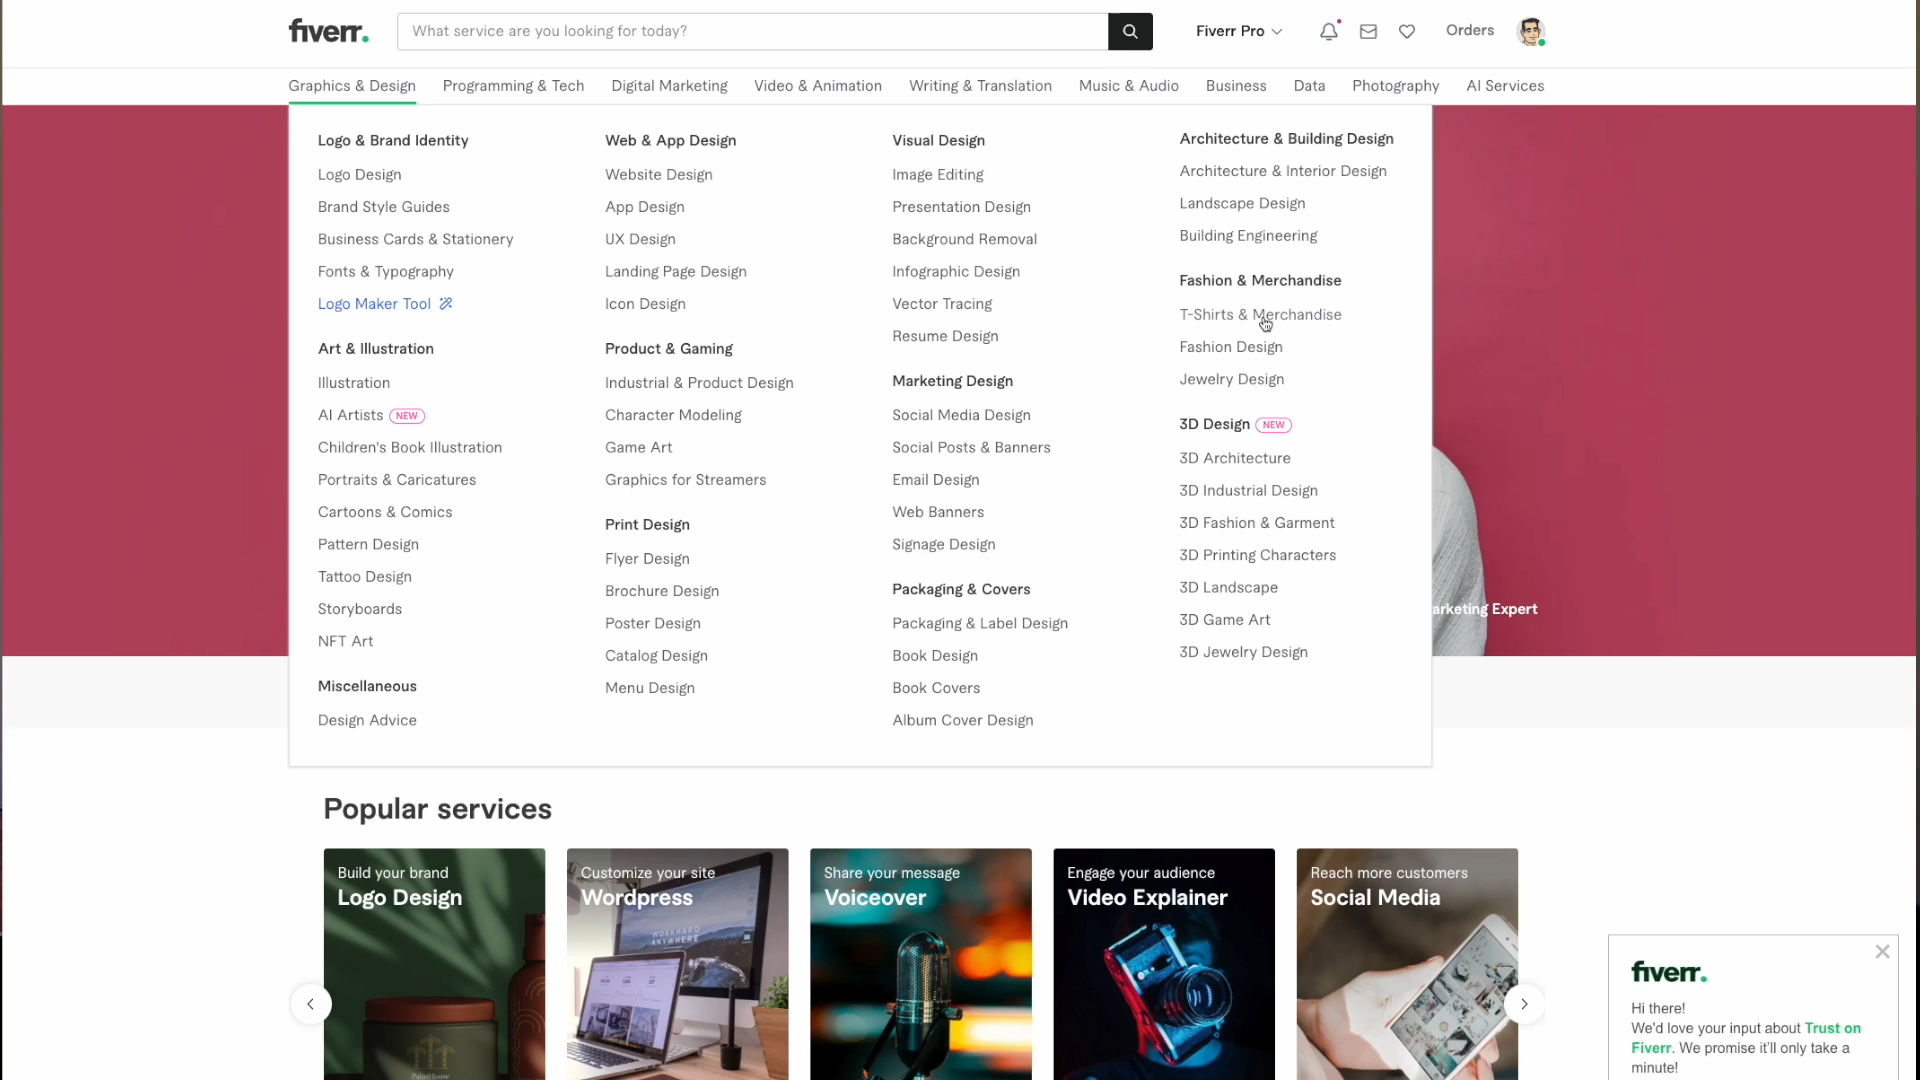 fiverr.
What service are you looking for today?
Fiverr Pro
Orders
Graphics & Design
Programming & Tech
Digital Marketing
Video & Animation
Writing & Translation
Music & Audio
Business
Data
Photography
AI Services
Logo & Brand Identity
Logo Design
Brand Style Guides
Business Cards & Stationery
Fonts & Typography
Logo Maker Tool
Art & Illustration
Illustration
AI Artists NEW
Children's Book Illustration
Portraits & Caricatures
Cartoons & Comics
Pattern Design
Tattoo Design
Storyboards
NFT Art
Miscellaneous
Design Advice
Web & App Design
Website Design
App Design
UX Design
Landing Page Design
Icon Design
Product & Gaming
Industrial & Product Design
Character Modeling
Game Art
Graphics for Streamers
Print Design
Flyer Design
Brochure Design
Poster Design
Catalog Design
Menu Design
Visual Design
Image Editing
Presentation Design
Background Removal
Infographic Design
Vector Tracing
Resume Design
Marketing Design
Social Media Design
Social Posts & Banners
Email Design
Web Banners
Signage Design
Packaging & Covers
Packaging & Label Design
Book Design
Book Covers
Album Cover Design
Architecture & Building Design
Architecture & Interior Design
Landscape Design
Building Engineering
Fashion & Merchandise
T-Shirts & Merchandise
Fashion Design
Jewelry Design
3D Design NEW
3D Architecture
3D Industrial Design
3D Fashion & Garment
3D Printing Characters
3D Landscape
3D Game Art
3D Jewelry Design
arketing Expert
Popular services
Build your brand
Logo Design
Customize your site
Wordpress
WORK HARD
ANYWHERE
Share your message
Voiceover
Engage your audience
Video Explainer
Reach more customers
Social Media
fiverr.
Hi there!
We'd love your input about Trust on
Fiverr. We promise it'll only take a
minute!